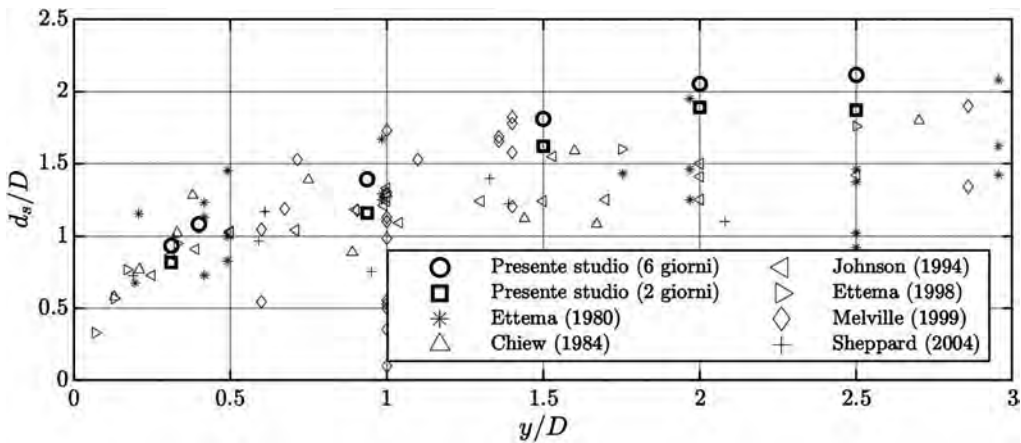 2.5
2
1.5
1
0.5
0
d_s/D
0
0.5
1
1.5
2
2.5
3
y/D
Presente studio (6 giorni)
Presente studio (2 giorni)
Ettema (1980)
Chiew (1984)
Johnson (1994)
Ettema (1998)
Melville (1999)
Sheppard (2004)